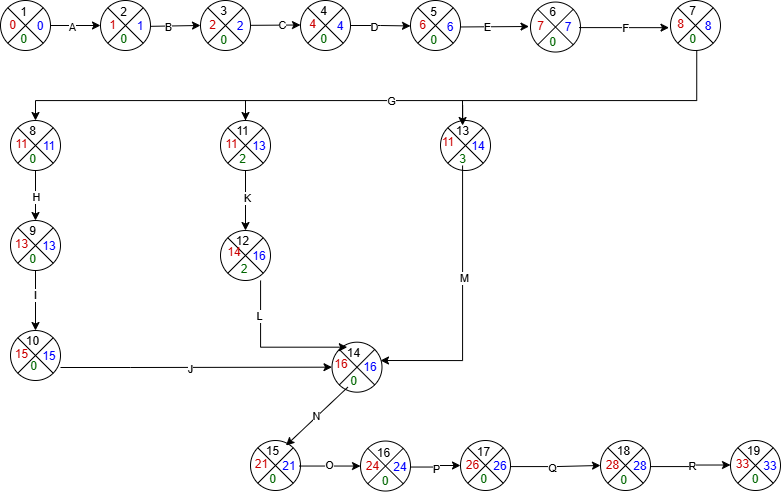 1 2 3 4 5 6 7
0 0 A 1 1 B 2 2 C 4 4 D 6 6 E 7 7 F 8 8
0 0 0 0 0 0 0
G
8 11 13
11 11 11 13 11 14
0 2 3
H K
9 12
13 13 14 16
0 2
M
I L
10 14
15 15 16 16
0 J 0
N
15 16 17 18 19
21 21 O 24 24 P 26 26 Q 28 28 R 33 33
0 0 0 0 0